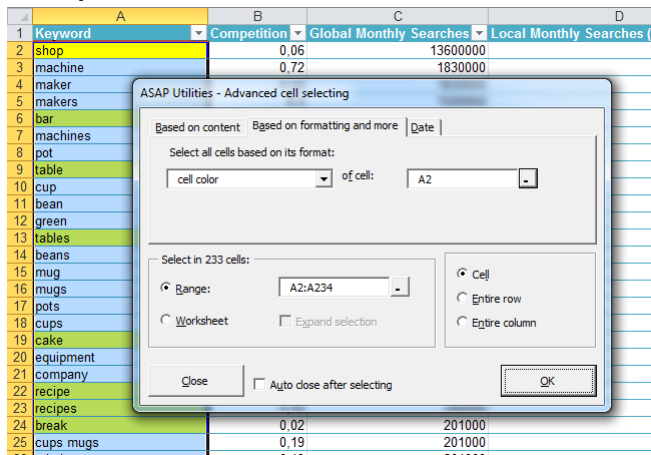 A B C D
1 Keyword Competition Global Monthly Searches Local Monthly Searches (
2 shop 0,06 13600000
3 machine 0,72 1830000
4 maker
5 makers
6 bar
7 machines
8 pot
9 table
10 cup
11 bean
12 green
13 tables
14 beans
15 mug
16 mugs
17 pots
18 cups
19 cake
20 equipment
21 company
22 recipe
23 recipes
24 break 0,02 201000
25 cups mugs 0,19 201000
ASAP Utilities - Advanced cell selecting
Based on content Based on formatting and more Date
Select all cells based on its format:
cell color of cell: A2
Select in 233 cells:
Range: A2:A234
Worksheet Expand selection
Cell
Entire row
Entire column
Close Auto close after selecting OK